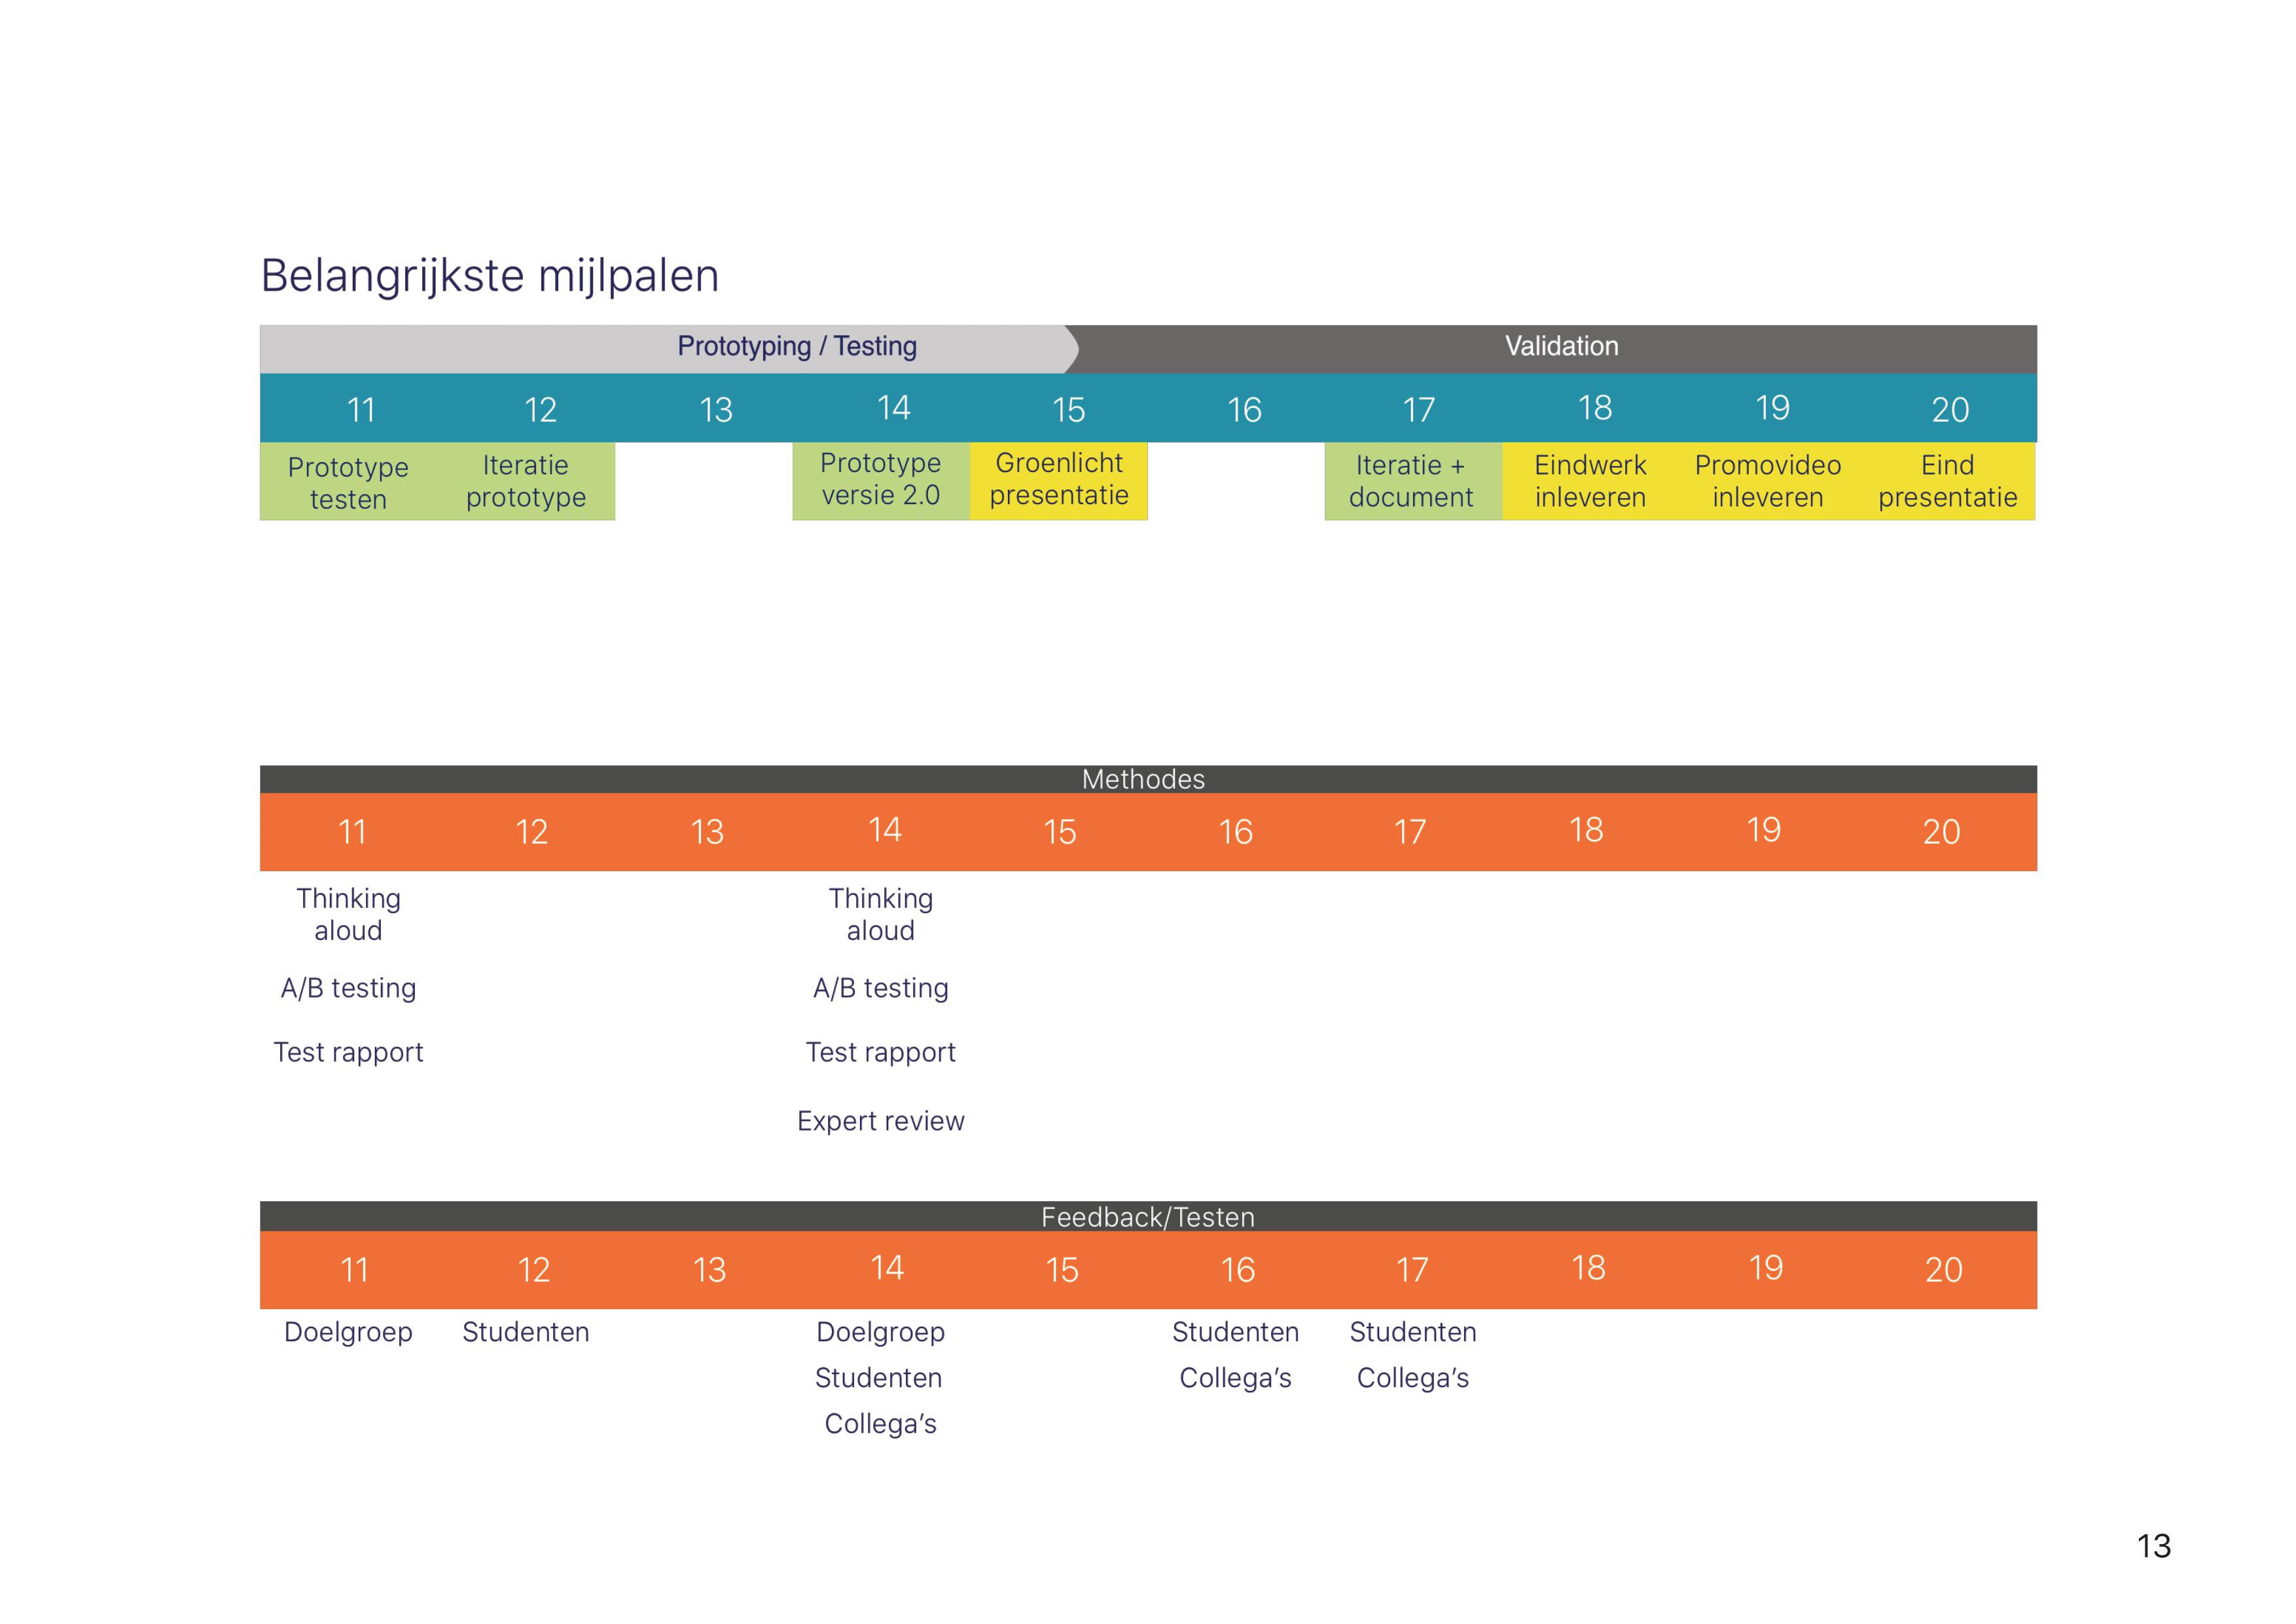 Belangrijkste mijlpalen
Prototyping / Testing Validation
11 12 13 14 15 16 17 18 19 20
Prototype Iteratie Prototype Groenlicht Iteratie + Eindwerk Promovideo Eind
testen prototype versie 2.0 presentatie document inleveren inleveren presentatie
Methodes
11 12 13 14 15 16 17 18 19 20
Thinking Thinking
aloud aloud
A/B testing A/B testing
Test rapport Test rapport
Expert review
Feedback/Testen
11 12 13 14 15 16 17 18 19 20
Doelgroep Studenten Doelgroep Studenten Studenten
Studenten Collega’s Collega’s
Collega’s
13